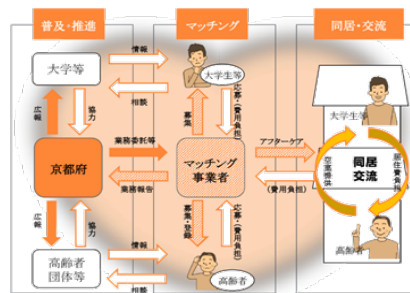 普及・推進
マッチング
同居・交流
大学等
情報
相談
大学生等
大学生等
広報
協力
募集
応募・(費用負担)
京都府
業務委託等
業務報告
マッチング
事業者
アフターケア
(費用負担)
空室提供
同居
交流
居住費負担
広報
協力
募集・登録
応募・(費用負担)
高齢者
団体等
情報
相談
高齢者
高齢者